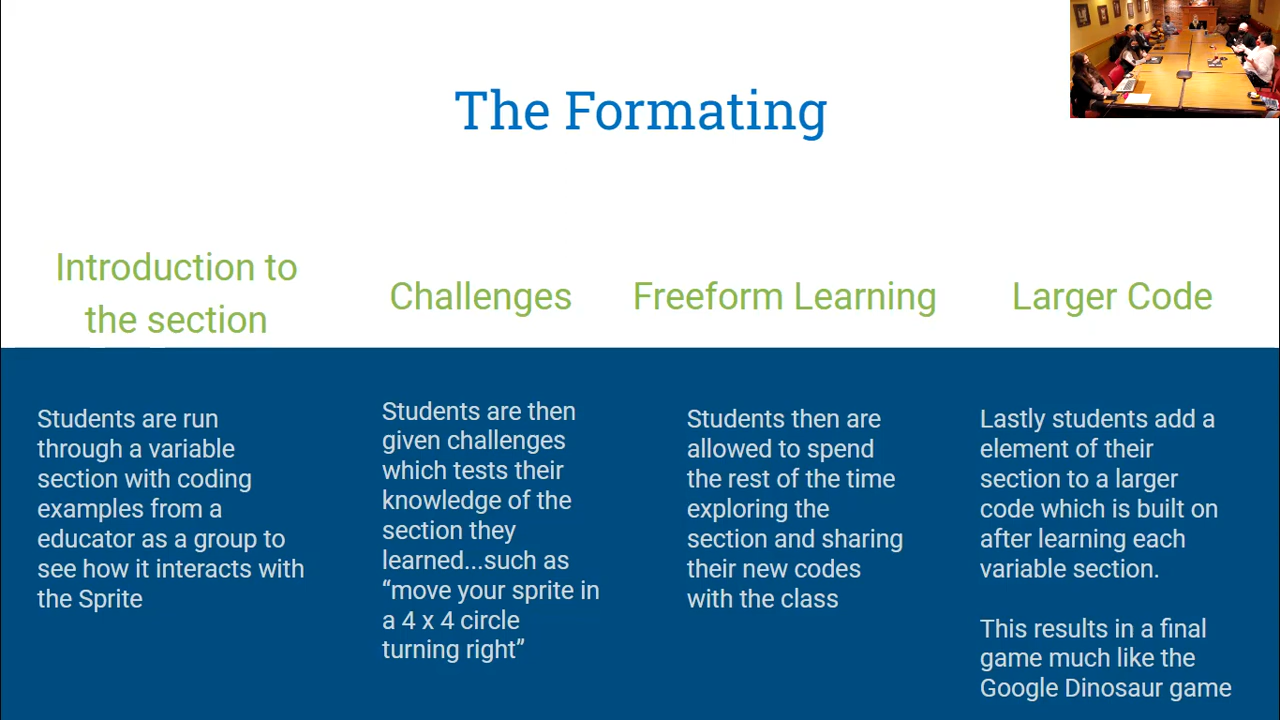 The Formating
Introduction to
the section
Students are run
through a variable
section with coding
examples from a
educator as a group to
see how it interacts with
the Sprite
Challenges
Students are then
given challenges
which tests their
knowledge of the
section they
learned...such as
“move your sprite in
a 4 x 4 circle
turning right”
Freeform Learning
Students then are
allowed to spend
the rest of the time
exploring the
section and sharing
their new codes
with the class
Larger Code
Lastly students add a
element of their
section to a larger
code which is built on
after learning each
variable section.
This results in a final
game much like the
Google Dinosaur game